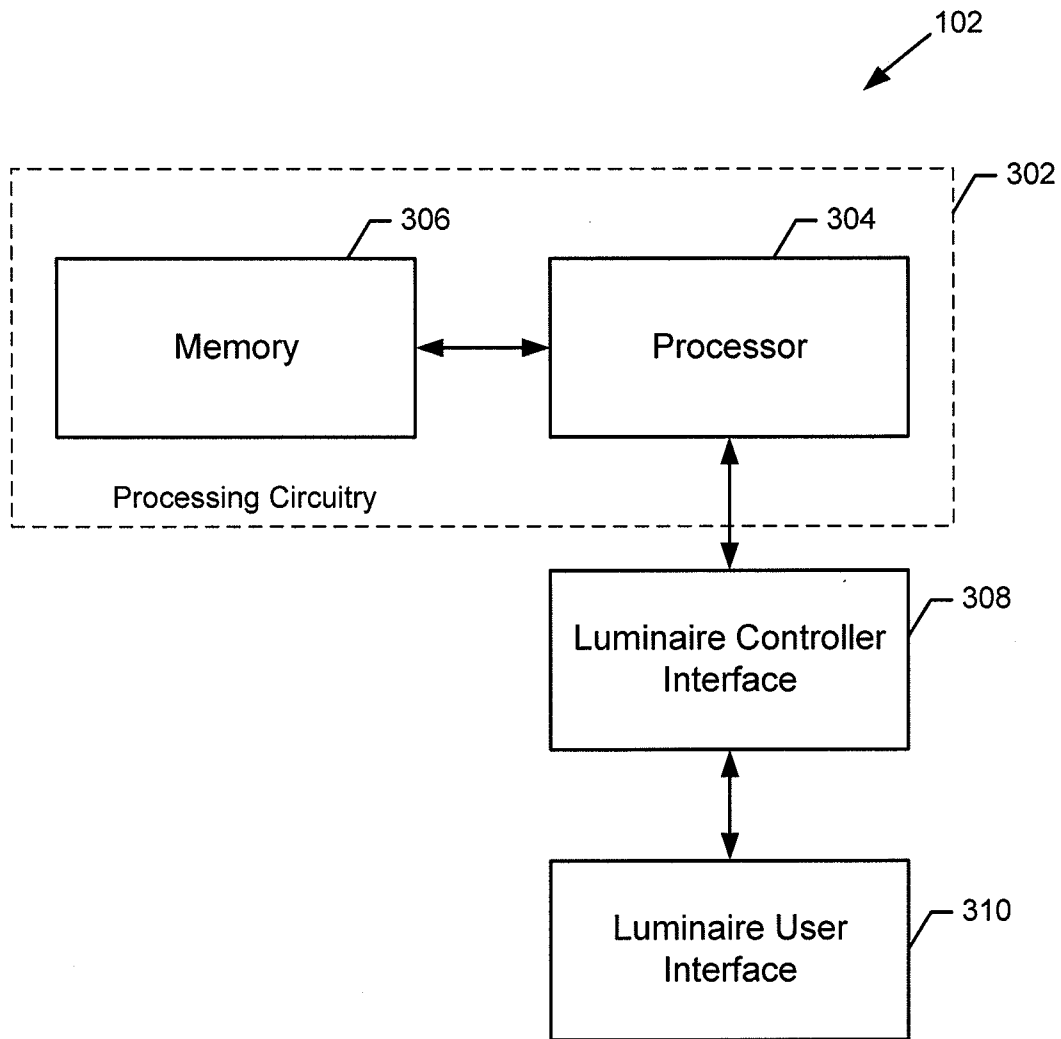 102
302
306
304
Memory
Processor
Processing Circuitry
308
Luminaire Controller
Interface
310
Luminaire User
Interface